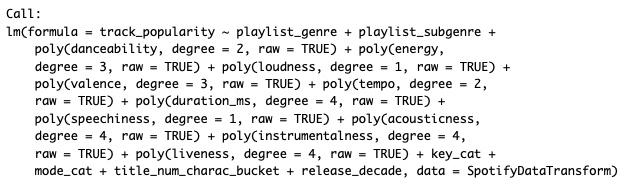 Call:
lm(formula = track_popularity ~ playlist_genre + playlist_subgenre +
    poly(danceability, degree = 2, raw = TRUE) + poly(energy,
    degree = 3, raw = TRUE) + poly(loudness, degree = 1, raw = TRUE) +
    poly(valence, degree = 3, raw = TRUE) + poly(tempo, degree = 2,
    raw = TRUE) + poly(duration_ms, degree = 4, raw = TRUE) +
    poly(speechiness, degree = 1, raw = TRUE) + poly(acousticness,
    degree = 4, raw = TRUE) + poly(instrumentalness, degree = 4,
    raw = TRUE) + poly(liveness, degree = 4, raw = TRUE) + key_cat +
    mode_cat + title_num_charac_bucket + release_decade, data = SpotifyDataTransform)